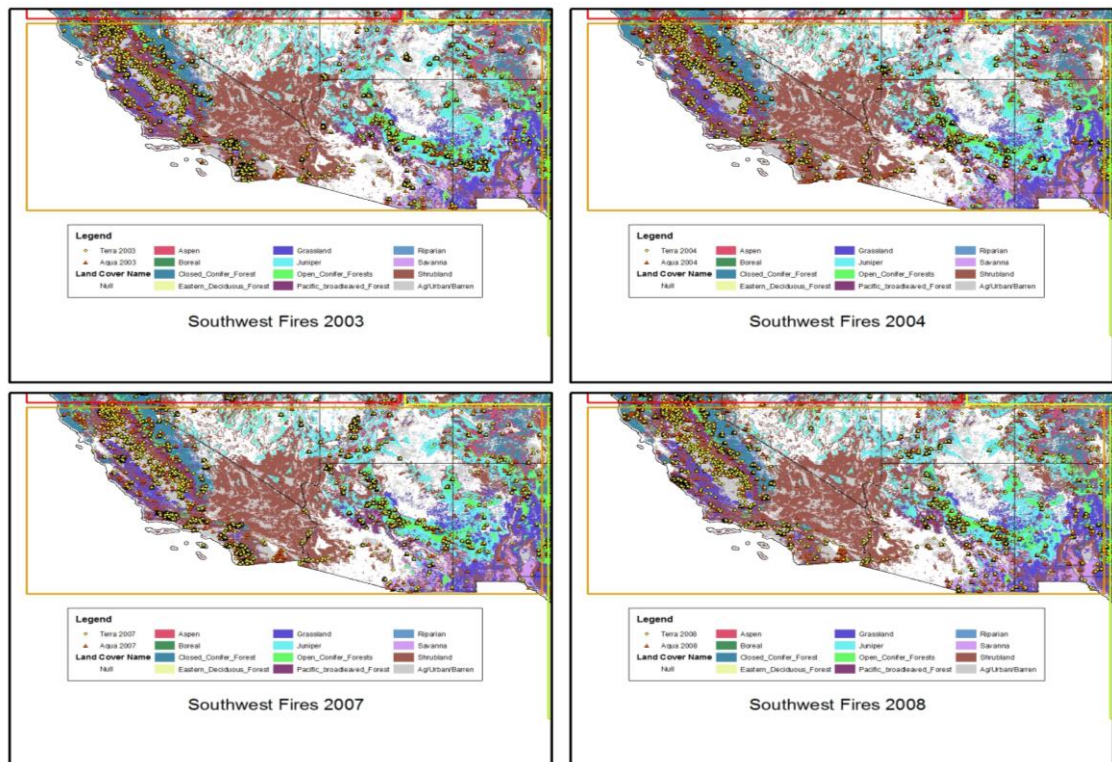 Legend
Terra 2003 Aspen Grassland Riparian
Aqua 2003 Boreal Juniper Savanna
Land Cover Name Closed_Conifer_Forest Open_Conifer_Forests Shrubland
Null Eastern_Deciduous_Forest Pacific_broadleaved_Forest Ag/Urban/Barren
Southwest Fires 2003
Legend
Terra 2004 Aspen Grassland Riparian
Aqua 2004 Boreal Juniper Savanna
Land Cover Name Closed_Conifer_Forest Open_Conifer_Forests Shrubland
Null Eastern_Deciduous_Forest Pacific_broadleaved_Forest Ag/Urban/Barren
Southwest Fires 2004
Legend
Terra 2007 Aspen Grassland Riparian
Aqua 2007 Boreal Juniper Savanna
Land Cover Name Closed_Conifer_Forest Open_Conifer_Forests Shrubland
Null Eastern_Deciduous_Forest Pacific_broadleaved_Forest Ag/Urban/Barren
Southwest Fires 2007
Legend
Terra 2008 Aspen Grassland Riparian
Aqua 2008 Boreal Juniper Savanna
Land Cover Name Closed_Conifer_Forest Open_Conifer_Forests Shrubland
Null Eastern_Deciduous_Forest Pacific_broadleaved_Forest Ag/Urban/Barren
Southwest Fires 2008